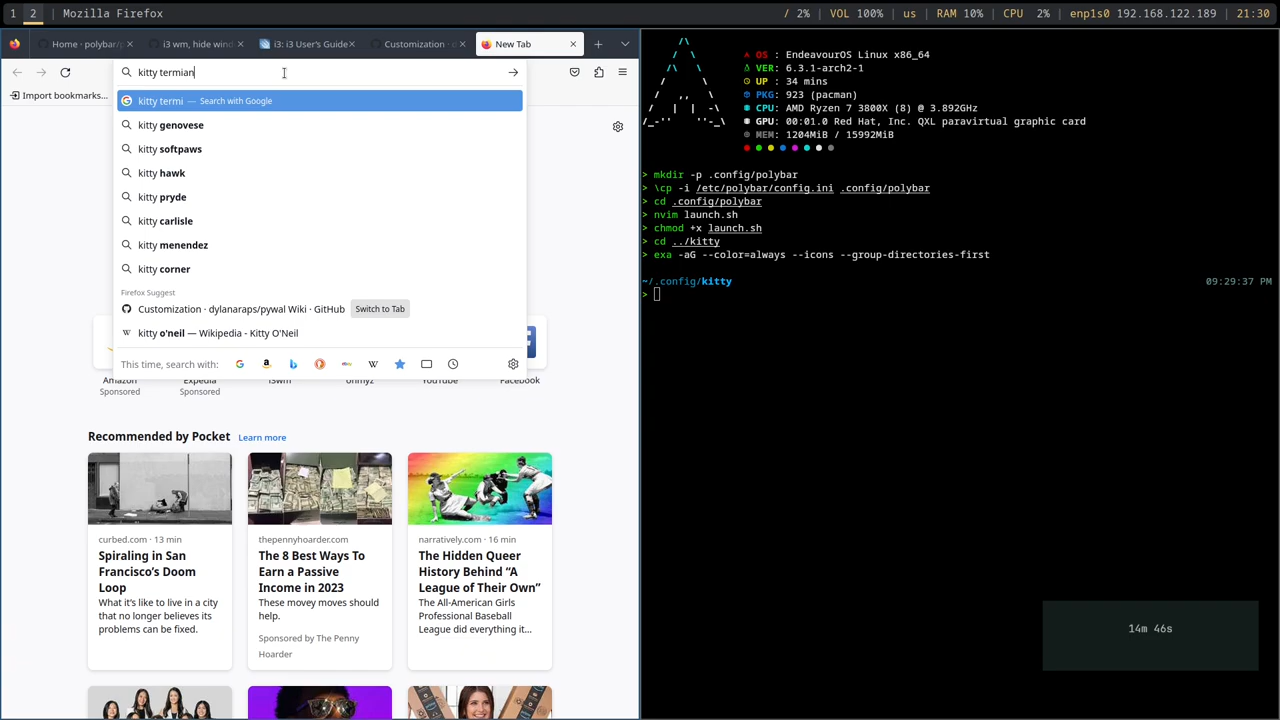 1 2 Mozilla Firefox / 2% | VOL 100% | us | RAM 10% | CPU 2% | enp1s0 192.168.122.189 | 21:30
Home · polybar/p
i3 wm, hide wind
i3: i3 User's Guide
Customization · d
New Tab
kitty termian
Import bookmarks...
kitty termi — Search with Google
kitty genovese
kitty softpaws
kitty hawk
kitty pryde
kitty carlisle
kitty menendez
kitty corner
Firefox Suggest
Customization · dylanaraps/pywal Wiki · GitHub Switch to Tab
kitty o'neil — Wikipedia - Kitty O'Neil
This time, search with:
Amazon
Sponsored
Expedia
Sponsored
YouTube
Facebook
Recommended by Pocket Learn more
curbed.com · 13 min
Spiraling in San
Francisco's Doom
Loop
What it's like to live in a city
that no longer believes its
problems can be fixed.
thepennyhoarder.com
The 8 Best Ways To
Earn a Passive
Income in 2023
These movey moves should
help.
Sponsored by The Penny
Hoarder
narratively.com · 16 min
The Hidden Queer
History Behind “A
League of Their Own”
The All-American Girls
Professional Baseball
League did everything it...
OS : EndeavourOS Linux x86_64
VER: 6.3.1-arch2-1
UP : 34 mins
PKG: 923 (pacman)
CPU: AMD Ryzen 7 3800X (8) @ 3.892GHz
GPU: 00:01.0 Red Hat, Inc. QXL paravirtual graphic card
MEM: 1204MiB / 15992MiB
> mkdir -p .config/polybar
> \cp -i /etc/polybar/config.ini .config/polybar
> cd .config/polybar
> nvim launch.sh
> chmod +x launch.sh
> cd ../kitty
> exa -aG --color=always --icons --group-directories-first
~/.config/kitty 09:29:37 PM
>
14m 46s